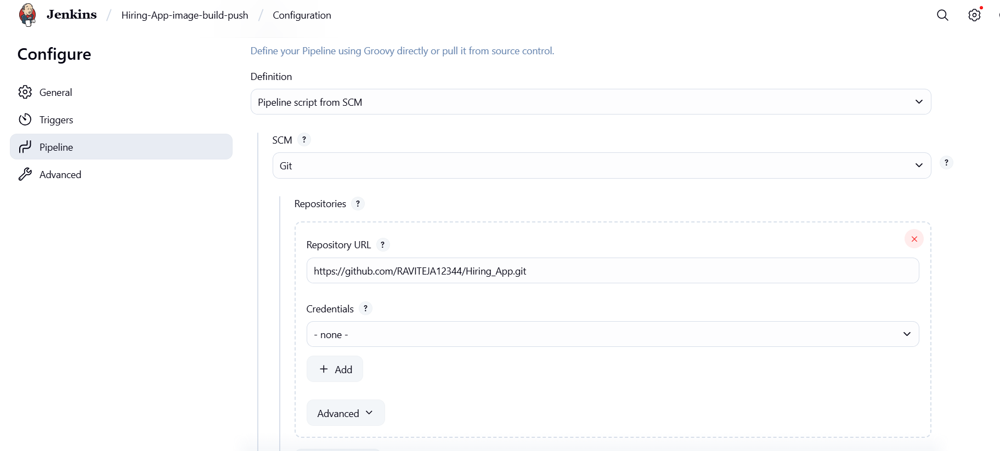 Jenkins / Hiring-App-image-build-push / Configuration
Configure
General
Triggers
Pipeline
Advanced
Define your Pipeline using Groovy directly or pull it from source control.
Definition
Pipeline script from SCM
SCM ?
Git
?
Repositories ?
Repository URL ?
https://github.com/RAVITEJA12344/Hiring_App.git
Credentials ?
- none -
+ Add
Advanced